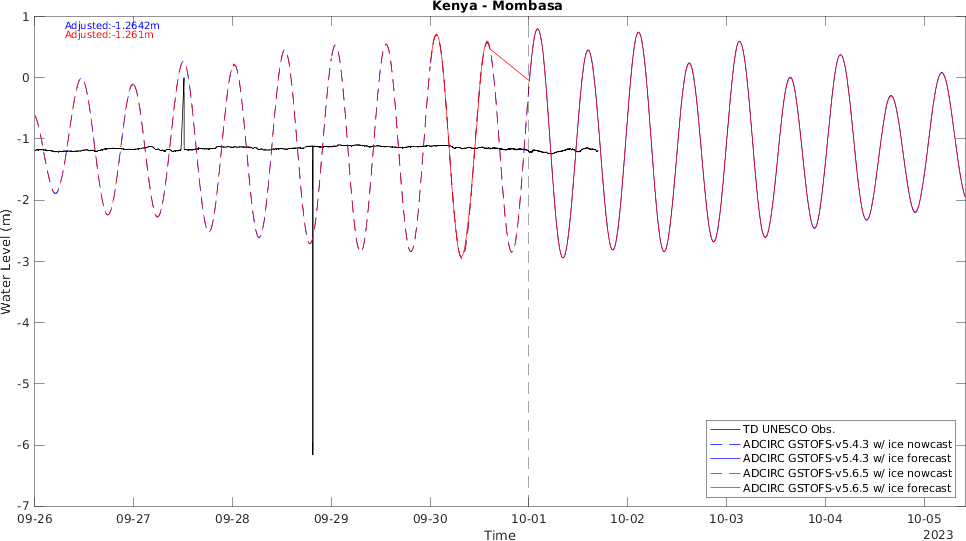 Kenya - Mombasa
Adjusted:-1.2642m
Adjusted:-1.261m
1
0
-1
-2
-3
-4
-5
-6
-7
Water Level (m)
TD UNESCO Obs.
ADCIRC GSTOFS-v5.4.3 w/ ice nowcast
ADCIRC GSTOFS-v5.4.3 w/ ice forecast
ADCIRC GSTOFS-v5.6.5 w/ ice nowcast
ADCIRC GSTOFS-v5.6.5 w/ ice forecast
09-26 09-27 09-28 09-29 09-30 10-01 10-02 10-03 10-04 10-05
Time
2023